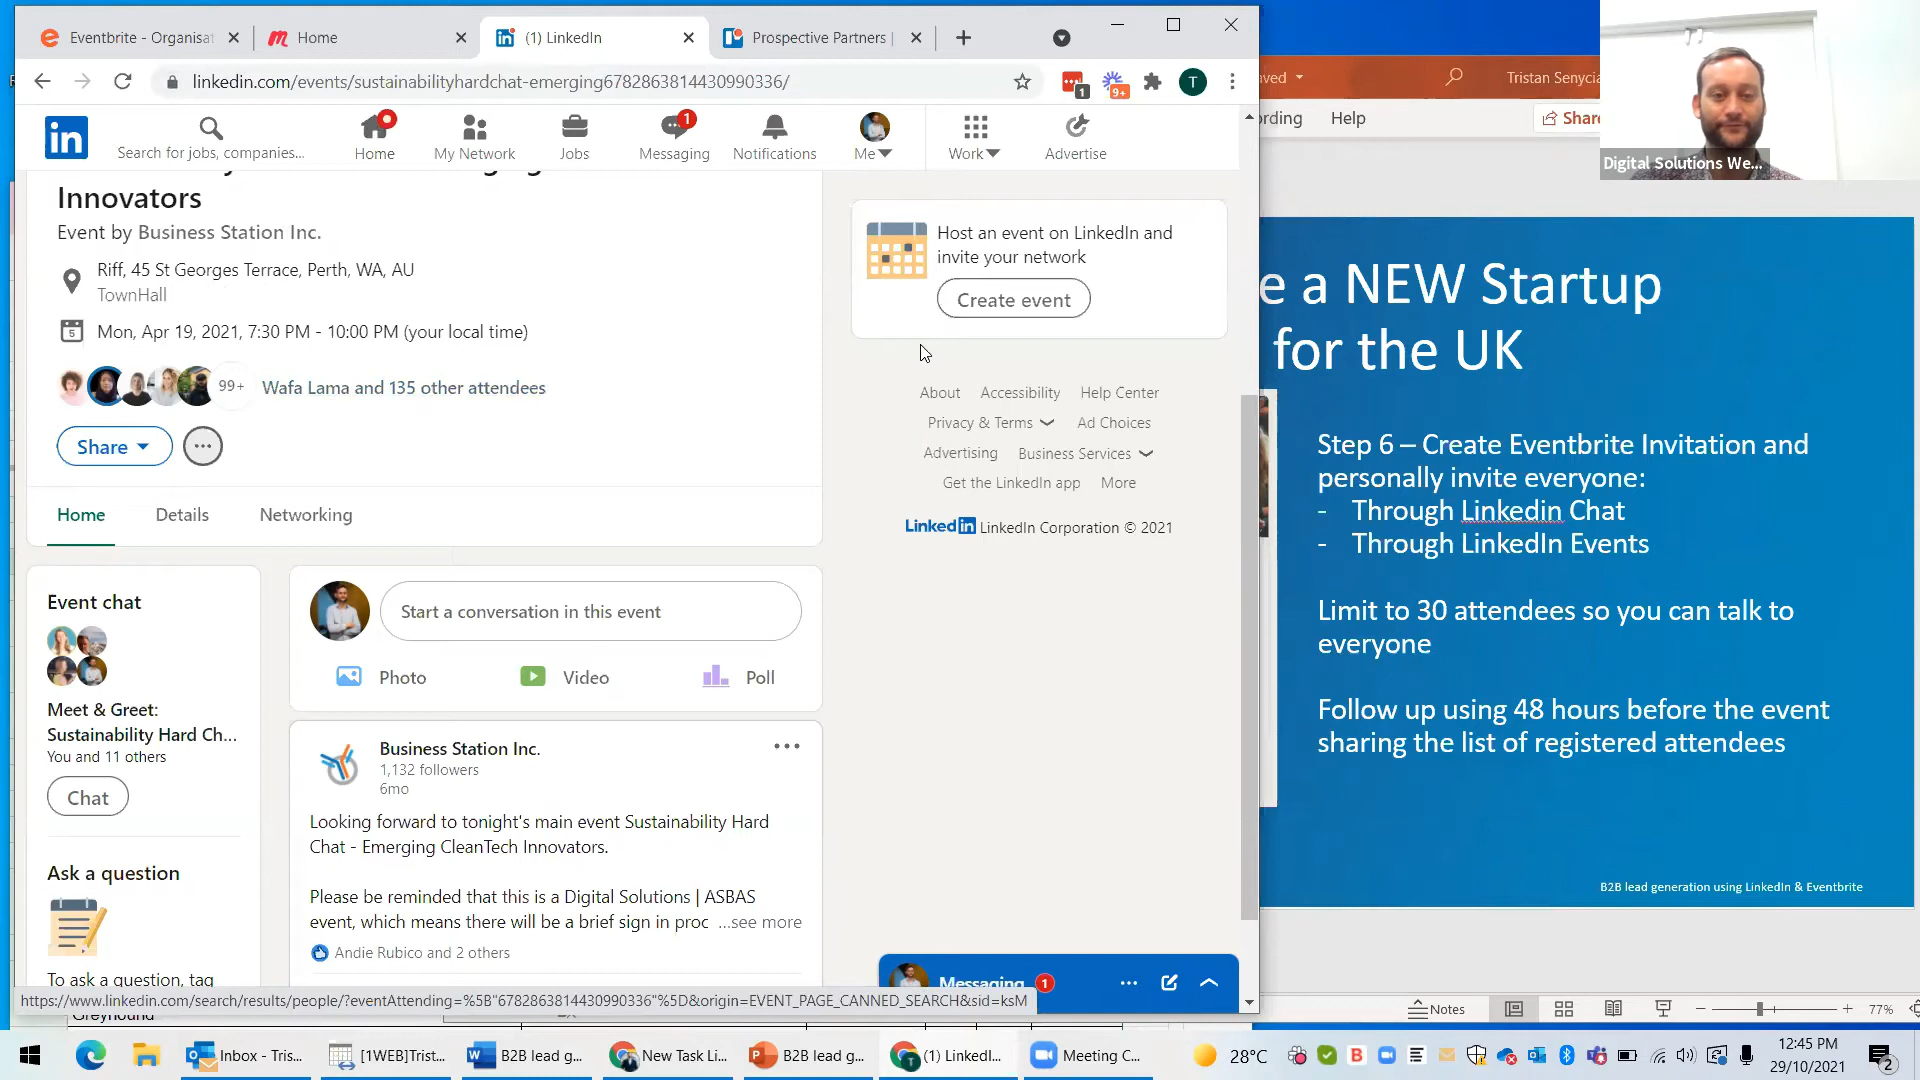 Eventbrite - Organisat
Home
(1) LinkedIn
Prospective Partners |
linkedin.com/events/sustainabilityhardchat-emerging6782863814430990336/
1
9+
T
Search for jobs, companies...
Home
My Network
Jobs
1
Messaging
Notifications
Me
Work
Advertise
Innovators
Event by Business Station Inc.
Riff, 45 St Georges Terrace, Perth, WA, AU
TownHall
Mon, Apr 19, 2021, 7:30 PM - 10:00 PM (your local time)
99+
Wafa Lama and 135 other attendees
Share
Home
Details
Networking
Event chat
Meet & Greet:
Sustainability Hard Ch...
You and 11 others
Chat
Ask a question
To ask a question, tag
Start a conversation in this event
Photo
Video
Poll
Business Station Inc.
1,132 followers
6mo
Looking forward to tonight's main event Sustainability Hard
Chat - Emerging CleanTech Innovators.
Please be reminded that this is a Digital Solutions | ASBAS
event, which means there will be a brief sign in proc ...see more
Andie Rubico and 2 others
Host an event on LinkedIn and
invite your network
Create event
About Accessibility Help Center
Privacy & Terms Ad Choices
Advertising Business Services
Get the LinkedIn app More
Linkedin LinkedIn Corporation © 2021
Messaging 1
https://www.linkedin.com/search/results/people/?eventAttending=%5B"6782863814430990336"%5D&origin=EVENT_PAGE_CANNED_SEARCH&sid=ksM
Greyhound
Tristan Senycia
Help
Share
Digital Solutions We...
e a NEW Startup
for the UK
Step 6 – Create Eventbrite Invitation and
personally invite everyone:
- Through Linkedin Chat
- Through LinkedIn Events
Limit to 30 attendees so you can talk to
everyone
Follow up using 48 hours before the event
sharing the list of registered attendees
B2B lead generation using LinkedIn & Eventbrite
Notes
77%
Inbox - Tris...
[1WEB]Trist...
B2B lead g...
New Task Li...
B2B lead g...
(1) LinkedI...
Meeting C...
28°C
12:45 PM
29/10/2021
2